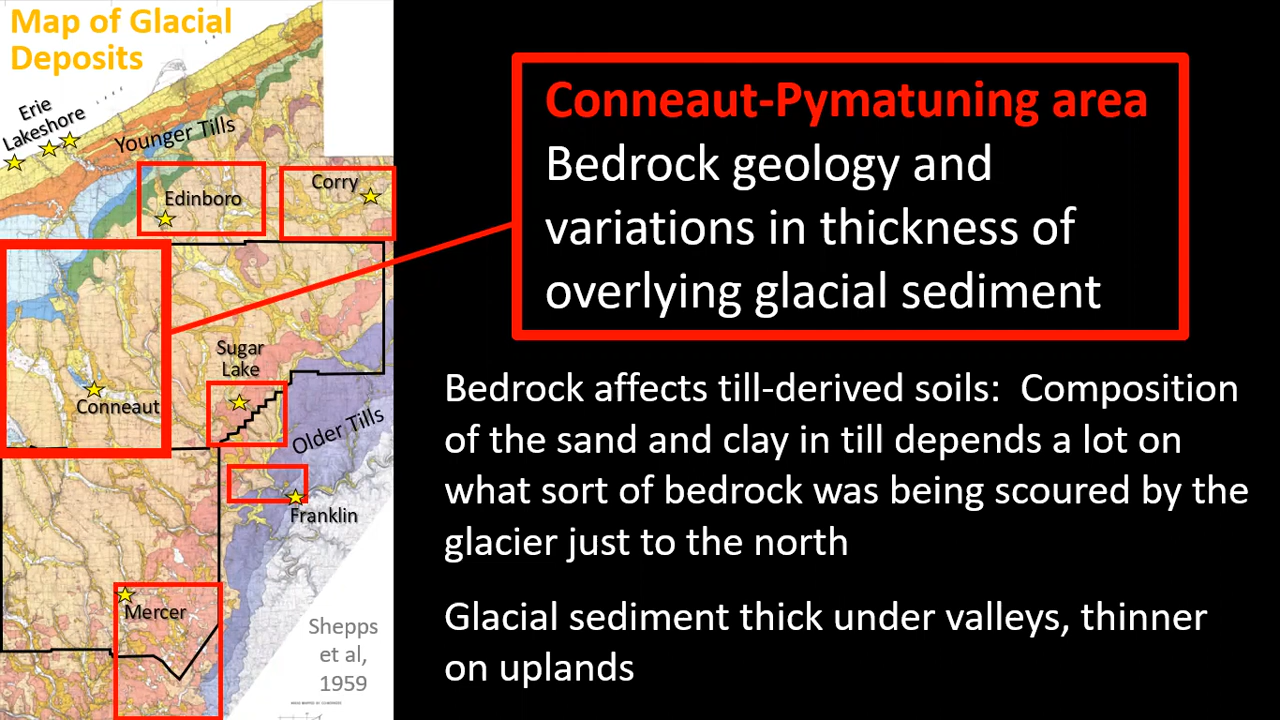 Map of Glacial
Deposits
Erie
Lakeshore
Younger Tills
Edinboro
Corry
Sugar
Lake
Conneaut
Older Tills
Franklin
Mercer
Shepps
et al,
1959
Conneaut-Pymatuning area
Bedrock geology and
variations in thickness of
overlying glacial sediment
Bedrock affects till-derived soils:  Composition
of the sand and clay in till depends a lot on
what sort of bedrock was being scoured by the
glacier just to the north
Glacial sediment thick under valleys, thinner
on uplands